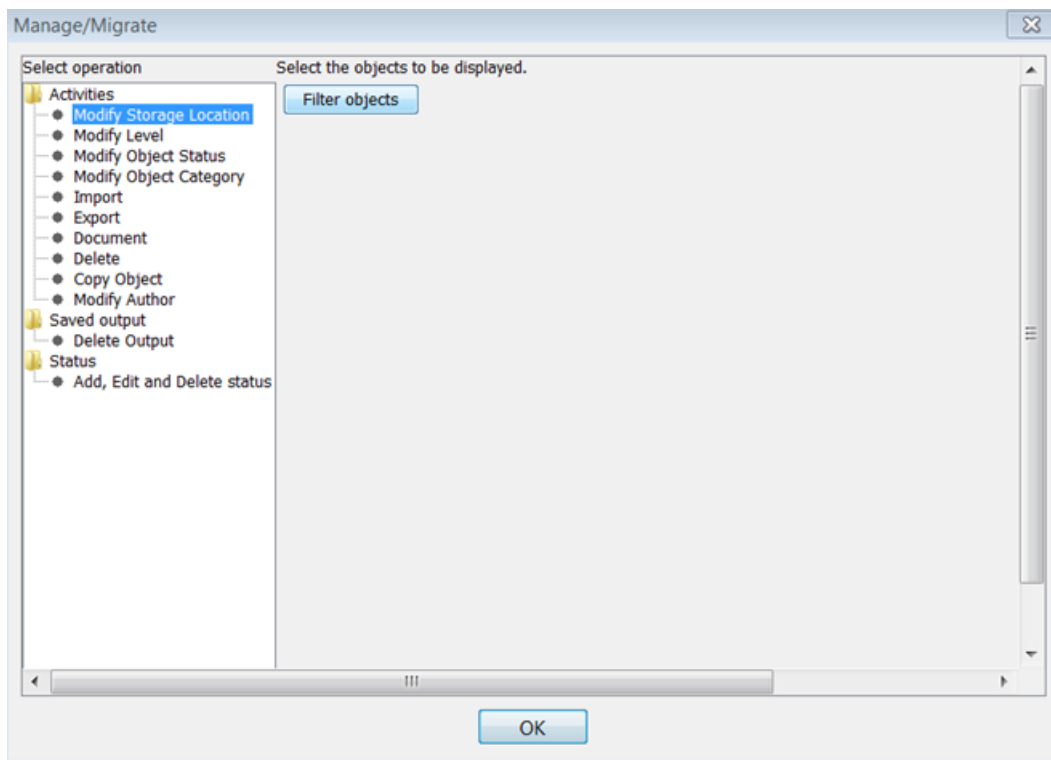 Manage/Migrate
Select operation
Select the objects to be displayed.
Activities
Filter objects
Modify Storage Location
Modify Level
Modify Object Status
Modify Object Category
Import
Export
Document
Delete
Copy Object
Modify Author
Saved output
Delete Output
Status
Add, Edit and Delete status
OK